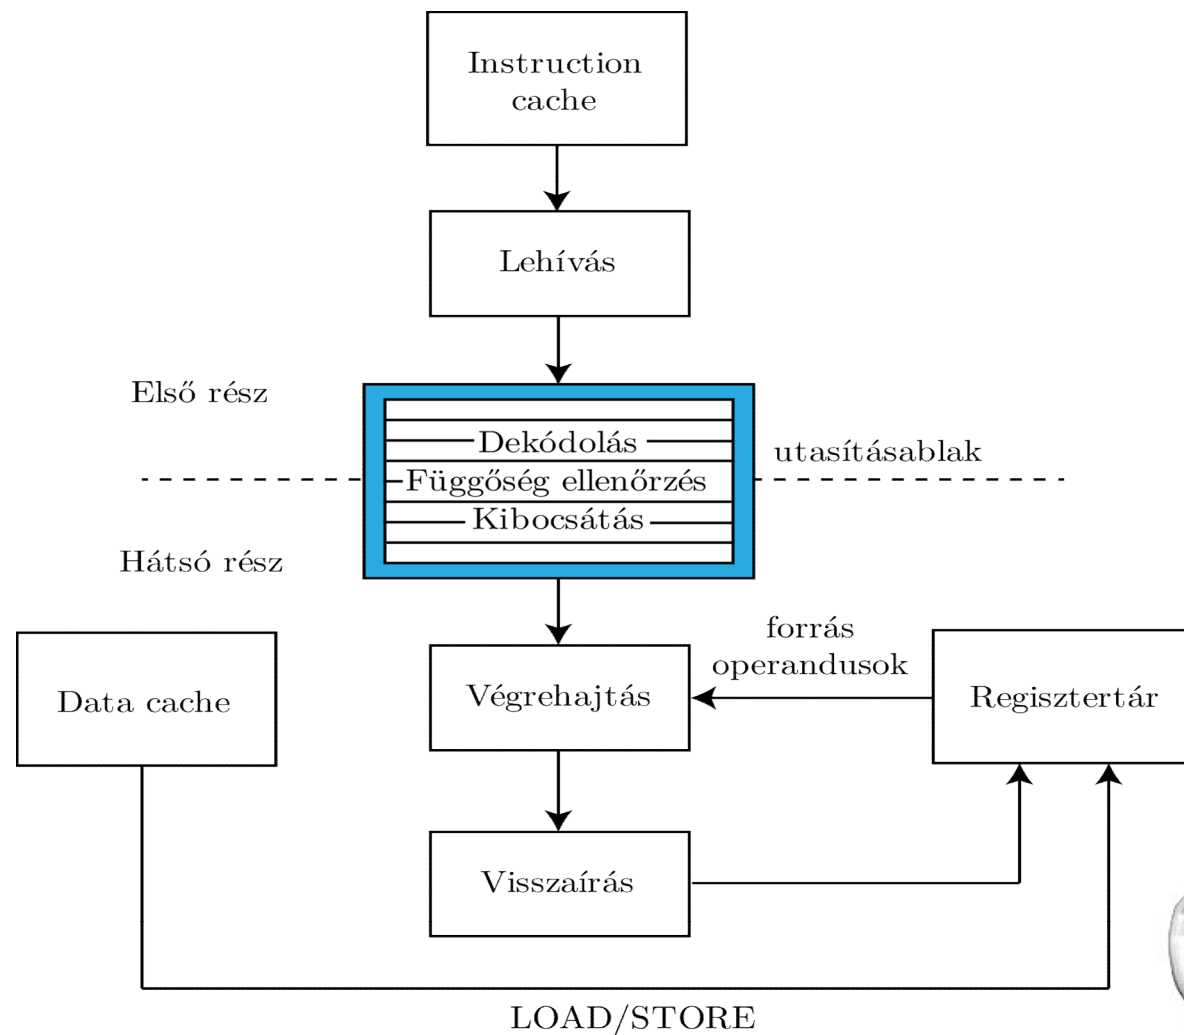 Instruction
cache
Lehívás
Első rész
Dekódolás
utasításablak
Függőség ellenőrzés
Kibocsátás
Hátsó rész
forrás
operandusok
Data cache
Végrehajtás
Regisztertár
Visszaírás
LOAD/STORE